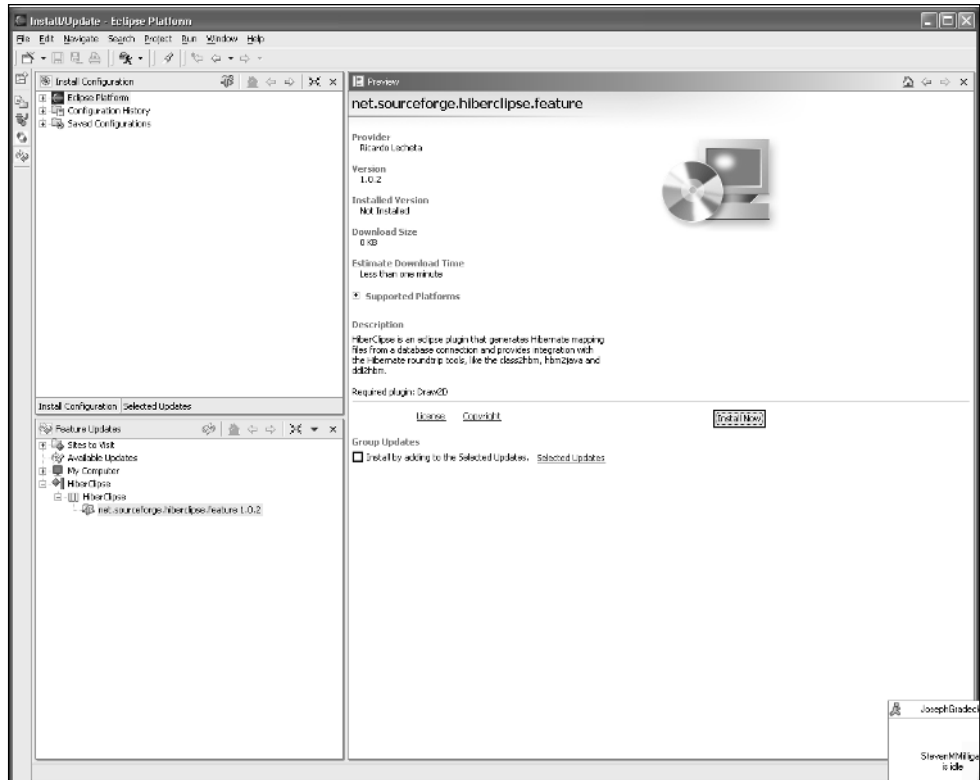 Install/Update - Eclipse Platform
File Edit Navigate Search Project Run Window Help
Install Configuration
Eclipse Platform
Configuration History
Saved Configurations
Install Configuration Selected Updates
Feature Updates
Sites to Visit
Available Updates
My Computer
HiberClipse
HiberClipse
net.sourceforge.hiberclipse.feature 1.0.2
Preview
net.sourceforge.hiberclipse.feature
Provider
Ricardo Lecheta
Version
1.0.2
Installed Version
Not Installed
Download Size
0 KB
Estimate Download Time
Less than one minute
Supported Platforms
Description
HiberClipse is an eclipse plugin that generates Hibernate mapping
files from a database connection and provides integration with
the Hibernate roundtrip tools, like the class2hbm, hbm2java and
ddl2hbm.
Required plugin: Draw2D
License Copyright Install Now
Group Updates
Install by adding to the Selected Updates. Selected Updates
JosephGradeck
StevenMMilliga
is idle